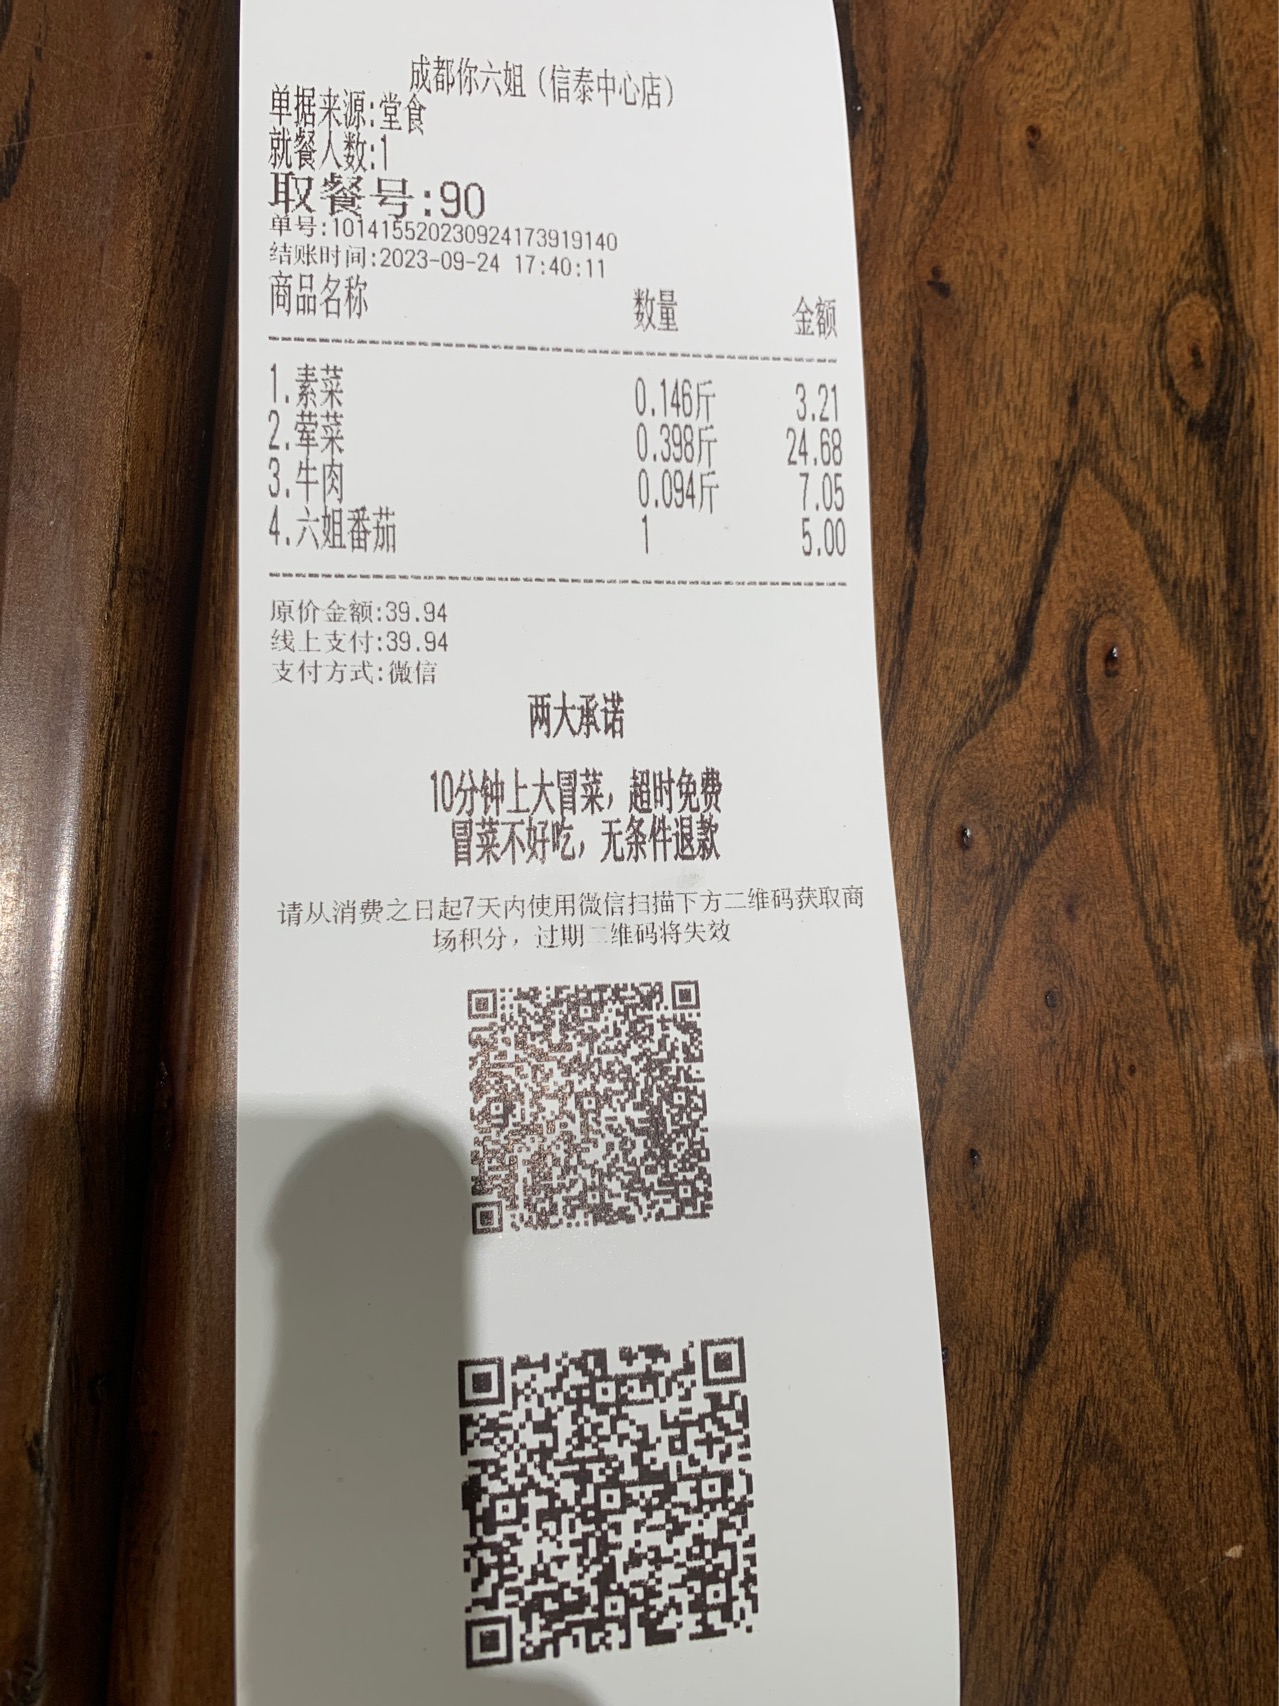 成都你六姐（信泰中心店）
单据来源:堂食
就餐人数:1
取餐号:90
单号:101415520230924173919140
结账时间:2023-09-24 17:40:11
商品名称 数量 金额
1.素菜 0.146斤 3.21
2.荤菜 0.398斤 24.68
3.牛肉 0.094斤 7.05
4.六姐番茄 1 5.00
原价金额:39.94
线上支付:39.94
支付方式:微信
两大承诺
10分钟上大冒菜，超时免费
冒菜不好吃，无条件退款
请从消费之日起7天内使用微信扫描下方二维码获取商
场积分，过期二维码将失效